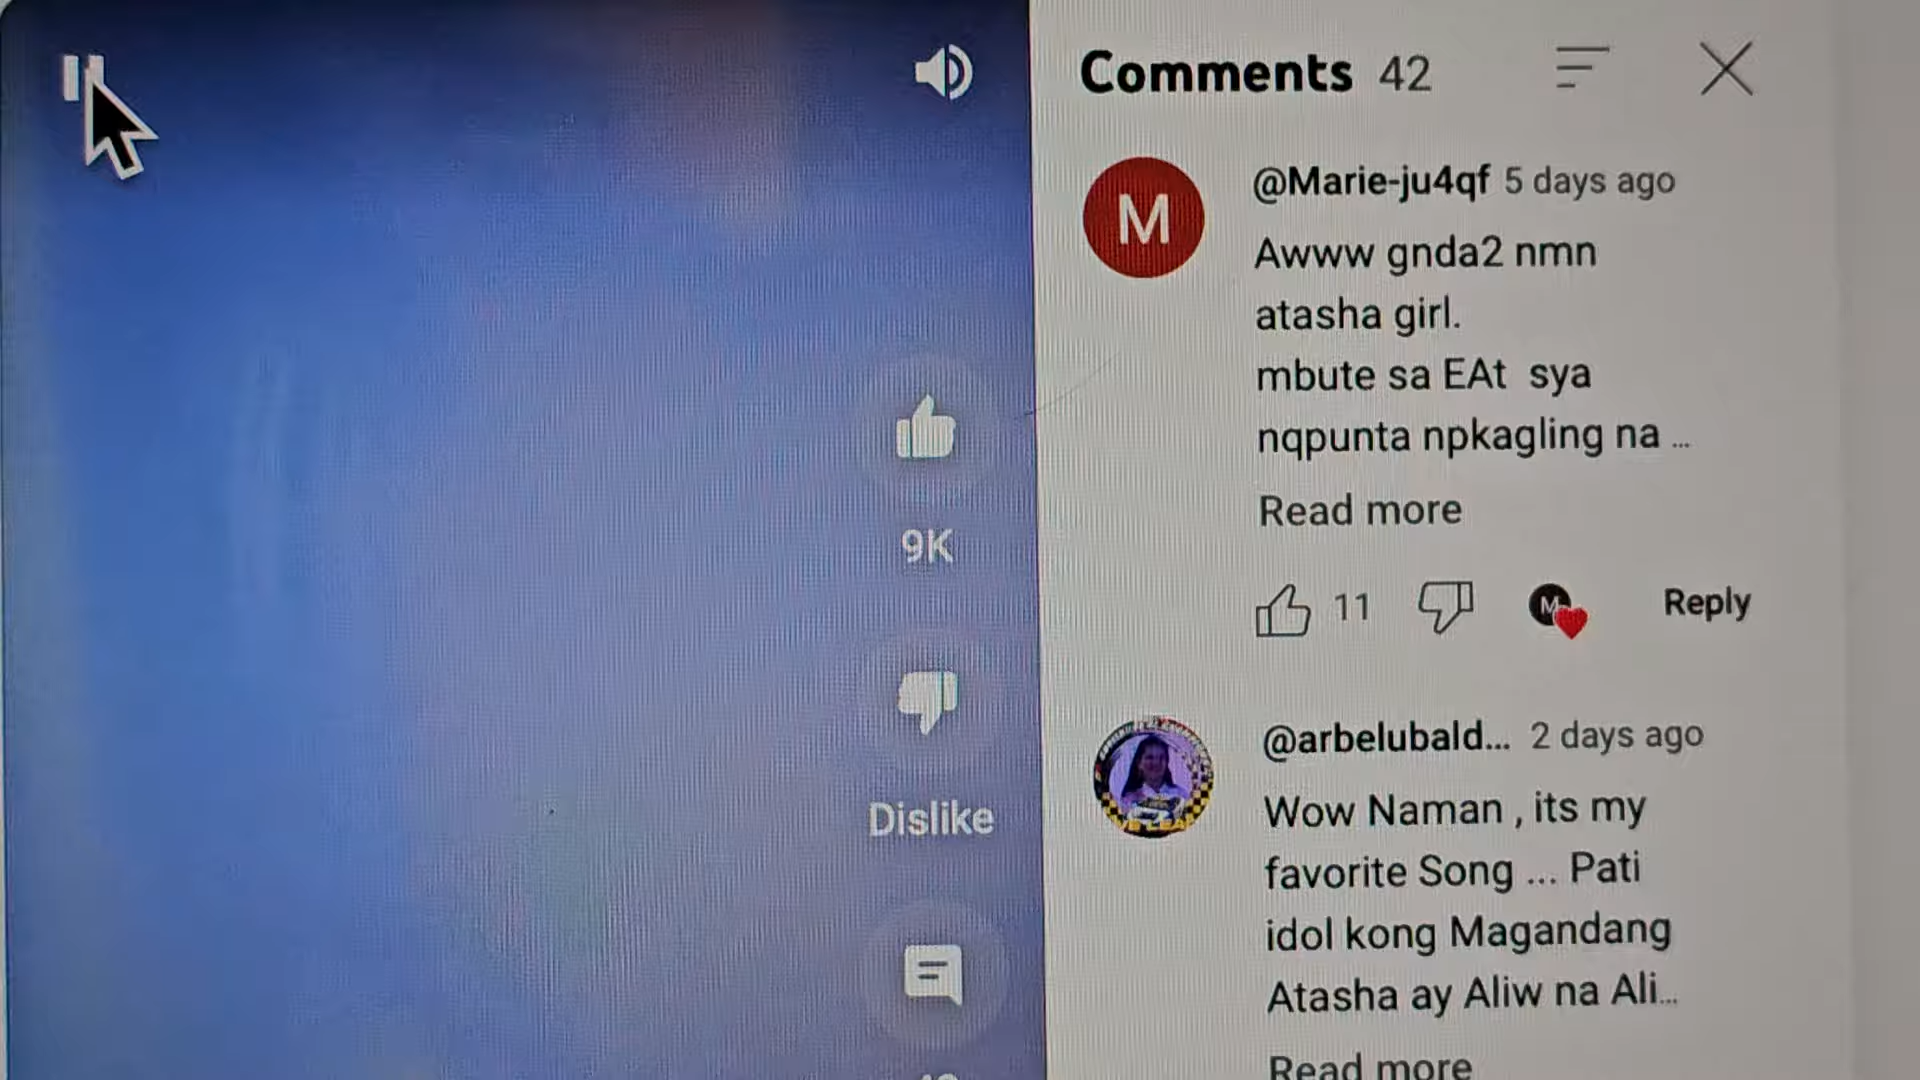 Comments 42
@Marie-ju4qf 5 days ago
M
Awww gnda2 nmn
atasha girl.
mbute sa EAt sya
nqpunta npkagling na ...
Read more
11
M
Reply
9K
@arbelubald... 2 days ago
Wow Naman , its my
favorite Song ... Pati
idol kong Magandang
Atasha ay Aliw na Ali...
Read more
Dislike